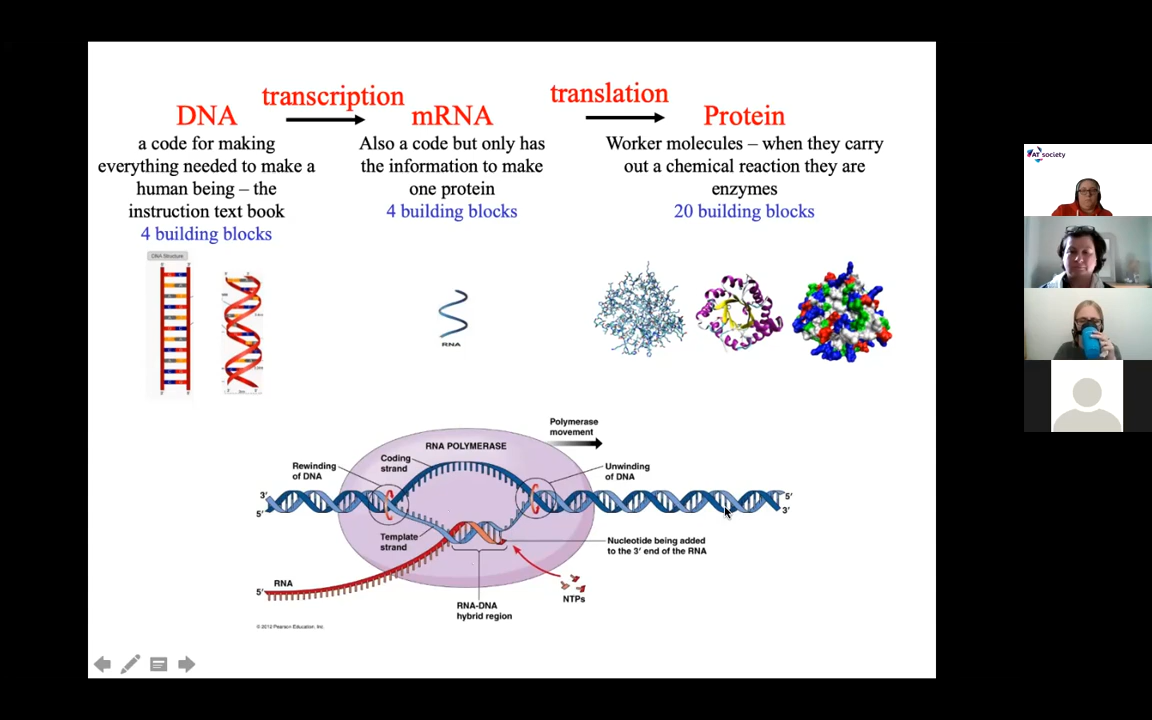 transcription
translation
DNA
mRNA
Protein
a code for making
everything needed to make a
human being – the
instruction text book
4 building blocks
Also a code but only has
the information to make
one protein
4 building blocks
Worker molecules – when they carry
out a chemical reaction they are
enzymes
20 building blocks
DNA Structure
RNA
Polymerase
movement
RNA POLYMERASE
Coding
strand
Rewinding
of DNA
Unwinding
of DNA
3′
5′
5′
3′
Template
strand
Nucleotide being added
to the 3′ end of the RNA
RNA
5′
NTPs
RNA-DNA
hybrid region
© 2012 Pearson Education, Inc.
AT society